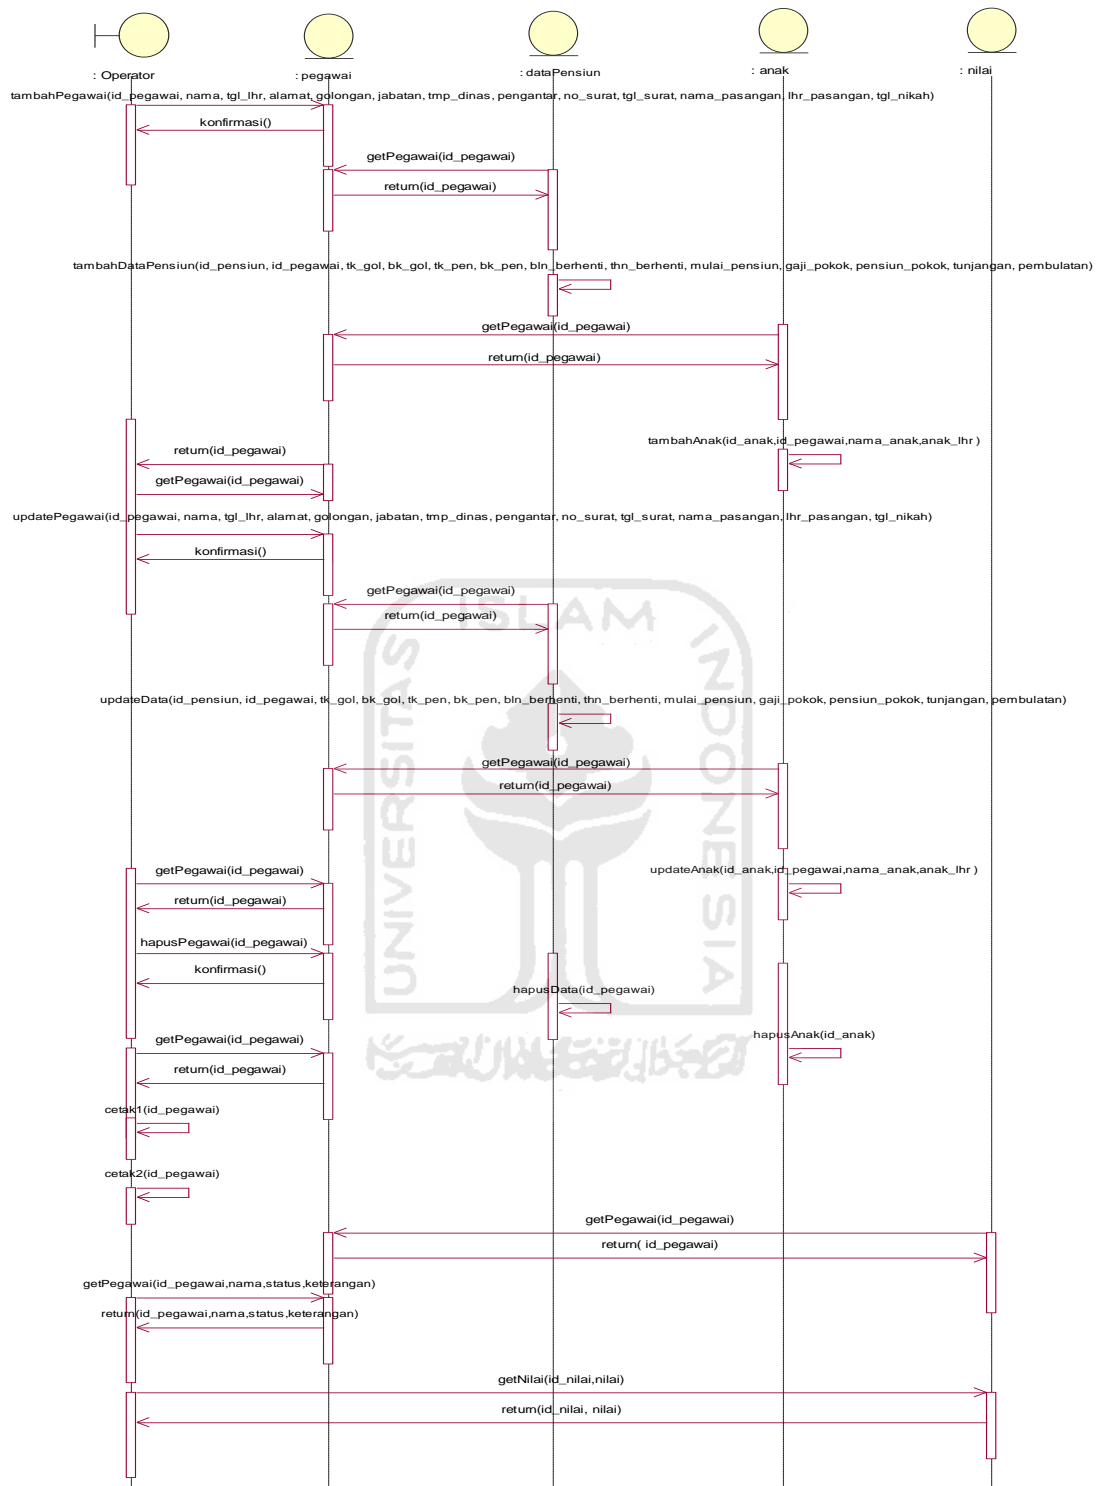 : Operator
: pegawai
: dataPensiun
: anak
: nilai
tambahPegawai(id_pegawai, nama, tgl_lhr, alamat, golongan, jabatan, tmp_dinas, pengantar, no_surat, tgl_surat, nama_pasangan, lhr_pasangan, tgl_nikah)
konfirmasi()
getPegawai(id_pegawai)
return(id_pegawai)
tambahDataPensiun(id_pensiun, id_pegawai, tk_gol, bk_gol, tk_pen, bk_pen, bln_berhenti, thn_berhenti, mulai_pensiun, gaji_pokok, pensiun_pokok, tunjangan, pembulatan)
getPegawai(id_pegawai)
return(id_pegawai)
tambahAnak(id_anak,id_pegawai,nama_anak,anak_lhr )
return(id_pegawai)
getPegawai(id_pegawai)
updatePegawai(id_pegawai, nama, tgl_lhr, alamat, golongan, jabatan, tmp_dinas, pengantar, no_surat, tgl_surat, nama_pasangan, lhr_pasangan, tgl_nikah)
konfirmasi()
getPegawai(id_pegawai)
return(id_pegawai)
updateData(id_pensiun, id_pegawai, tk_gol, bk_gol, tk_pen, bk_pen, bln_berhenti, thn_berhenti, mulai_pensiun, gaji_pokok, pensiun_pokok, tunjangan, pembulatan)
getPegawai(id_pegawai)
return(id_pegawai)
getPegawai(id_pegawai)
updateAnak(id_anak,id_pegawai,nama_anak,anak_lhr )
return(id_pegawai)
hapusPegawai(id_pegawai)
konfirmasi()
hapusData(id_pegawai)
getPegawai(id_pegawai)
hapusAnak(id_anak)
return(id_pegawai)
cetak1(id_pegawai)
cetak2(id_pegawai)
getPegawai(id_pegawai)
return( id_pegawai)
getPegawai(id_pegawai,nama,status,keterangan)
return(id_pegawai,nama,status,keterangan)
getNilai(id_nilai,nilai)
return(id_nilai, nilai)
UNIVERSITAS
ISLAM
INDONESIA